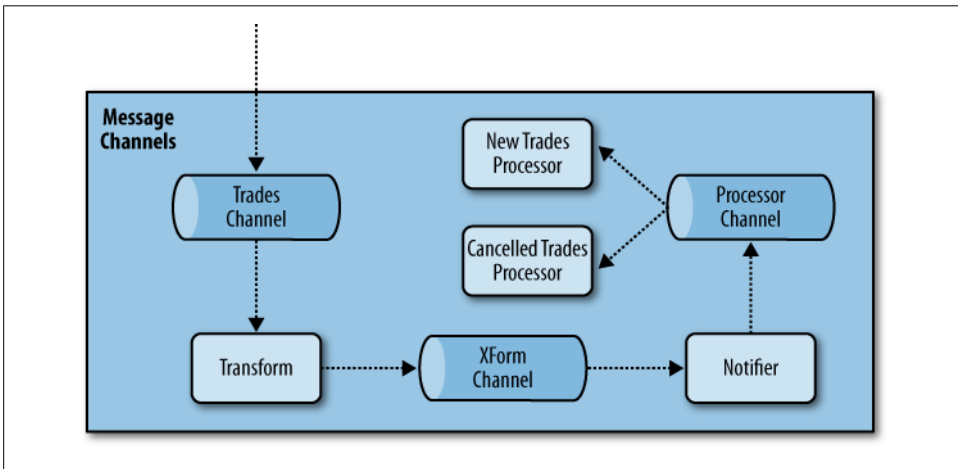 Message
Channels
New Trades
Processor
Trades
Channel
Processor
Channel
Cancelled Trades
Processor
Transform
XForm
Channel
Notifier